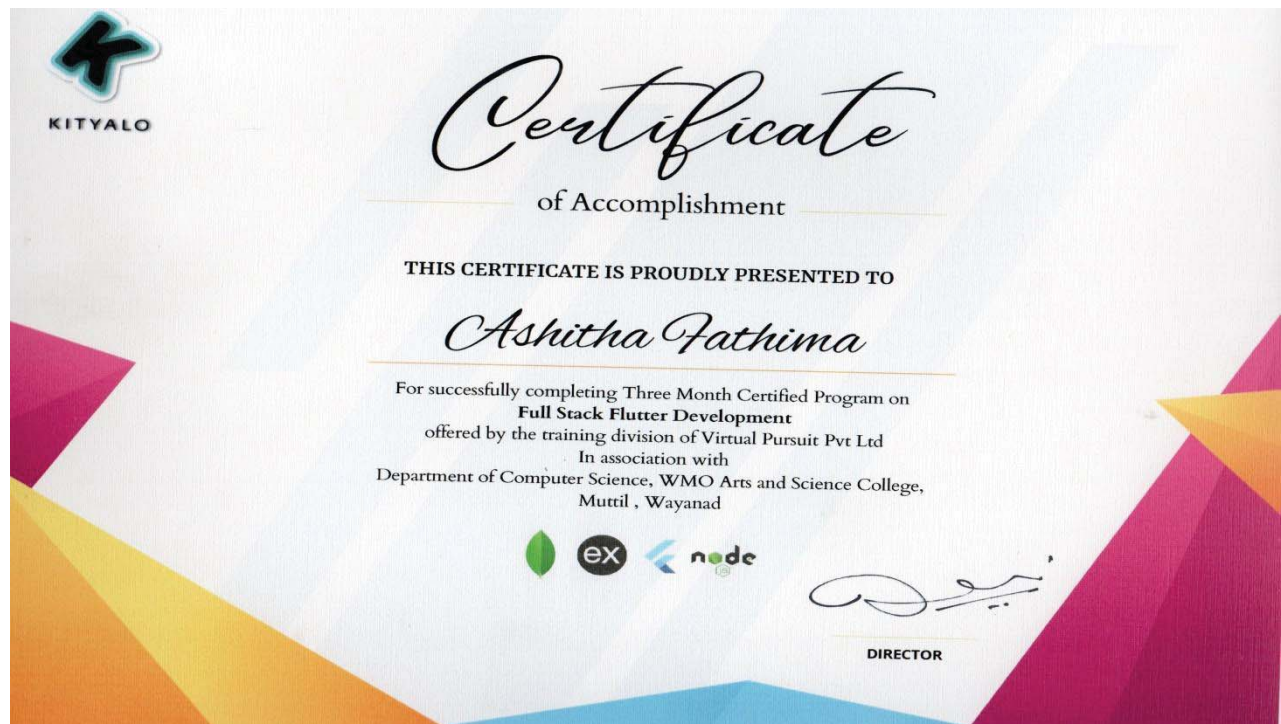 K
KITYALO
Certificate
of Accomplishment
THIS CERTIFICATE IS PROUDLY PRESENTED TO
Ashitha Fathima
For successfully completing Three Month Certified Program on
Full Stack Flutter Development
offered by the training division of Virtual Pursuit Pvt Ltd
In association with
Department of Computer Science, WMO Arts and Science College,
Muttil , Wayanad
ex node
JS
DIRECTOR